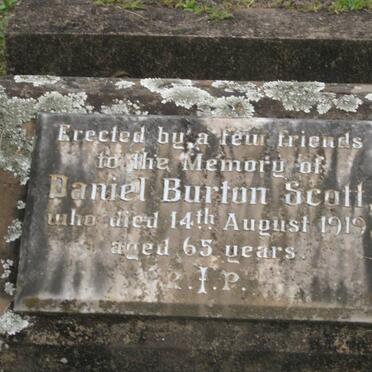 Erected by a few friends
to the Memory of
Daniel Burton Scott,
who died 14th August 1919
aged 65 years.
R.I.P.